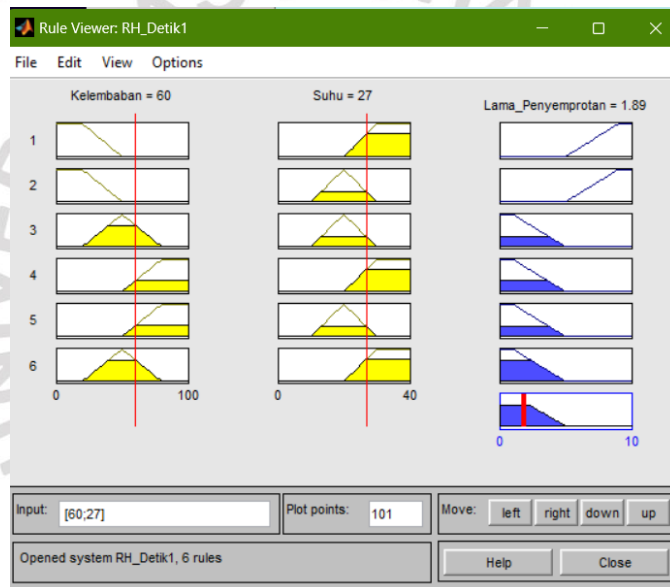 Rule Viewer: RH_Detik1
File Edit View Options
Kelembaban = 60
Suhu = 27
Lama_Penyemprotan = 1.89
1
2
3
4
5
6
0 100
0 40
0 10
Input: [60;27]
Plot points: 101
Move: left right down up
Opened system RH_Detik1, 6 rules
Help Close